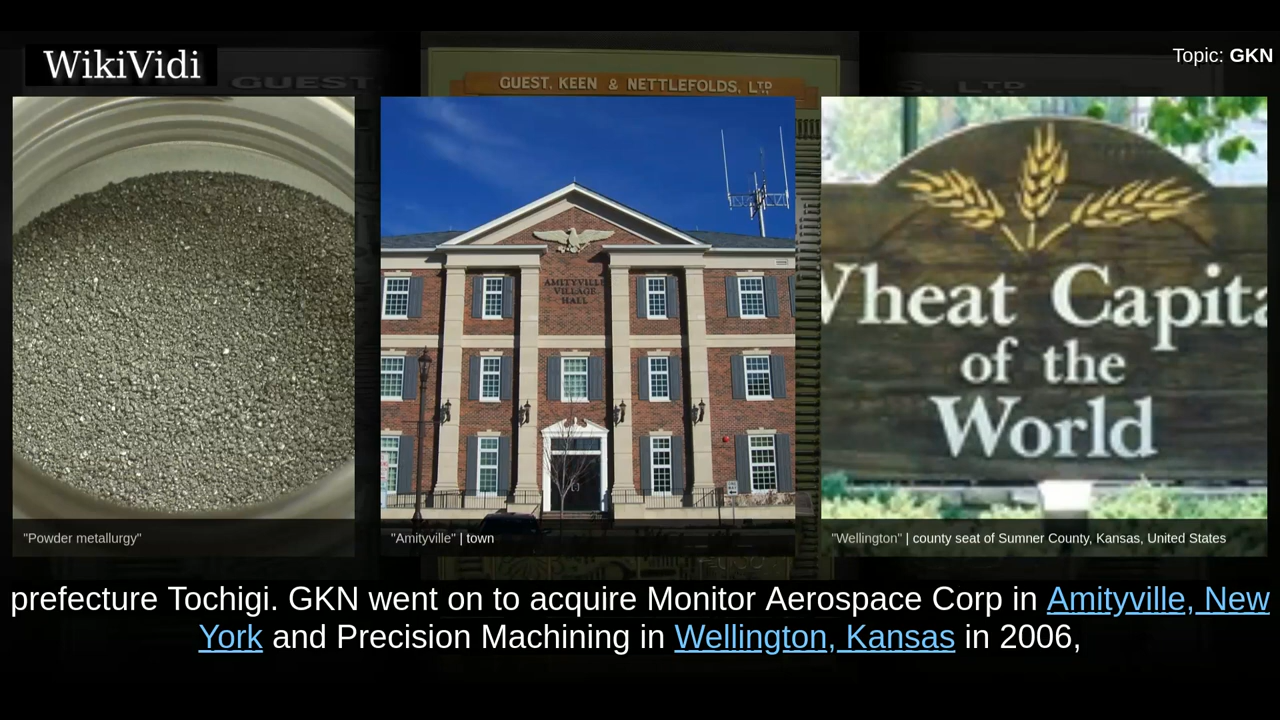 WikiVidi
Topic: GKN
GUEST. KEEN & NETTLEFOLDS, LTD.
AMITYVILLE
VILLAGE
HALL
Wheat Capita
of the
World
"Powder metallurgy"
"Amityville" | town
"Wellington" | county seat of Sumner County, Kansas, United States
prefecture Tochigi. GKN went on to acquire Monitor Aerospace Corp in Amityville, New
York and Precision Machining in Wellington, Kansas in 2006,